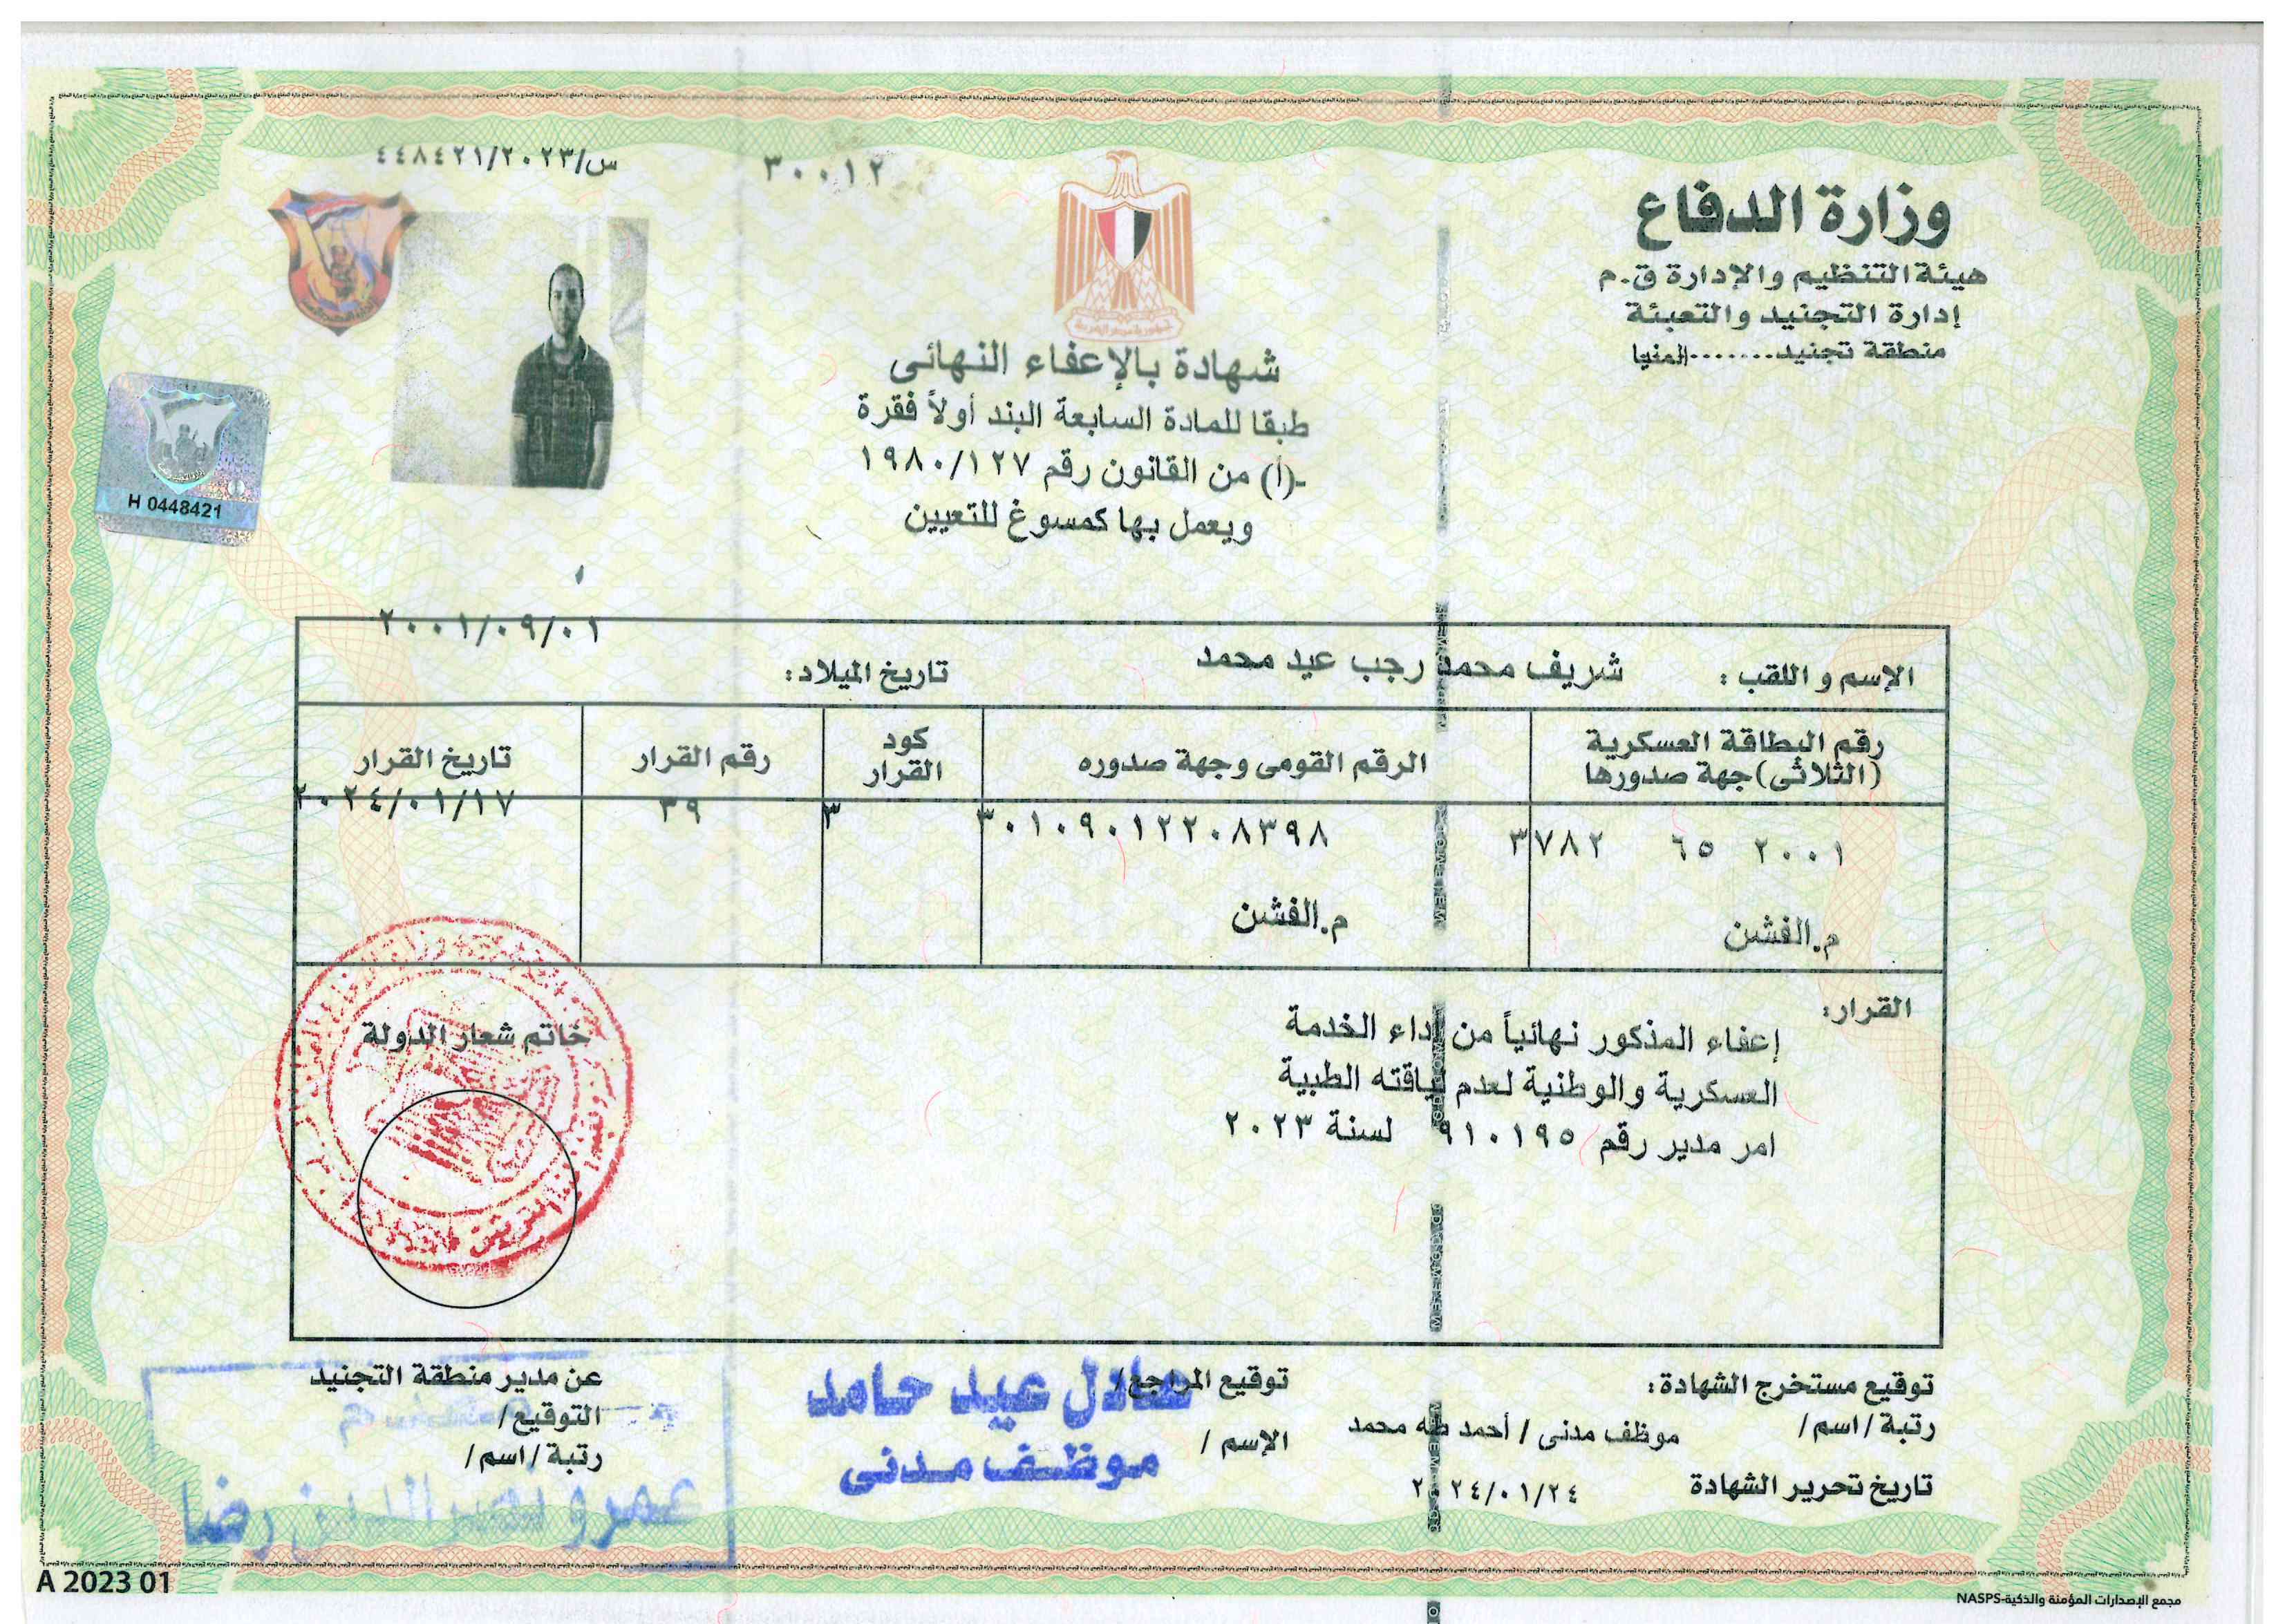 س/٤٤٨٤٢١/٢٠٢٣
٣٠٠١٢
وزارة الدفاع
هيئة التنظيم والإدارة ق.م
إدارة التجنيد والتعبئة
منطقة تجنيد.......المنيا
جمهورية مصر العربية
شهادة بالإعفاء النهائى
طبقا للمادة السابعة البند أولاً فقرة
-(أ) من القانون رقم ١٩٨٠/١٢٧
ويعمل بها كمسوغ للتعيين
H 0448421
الإسم و اللقب : شريف محمد رجب عيد محمد
تاريخ الميلاد: ٢٠٠١/٠٩/٠١
رقم البطاقة العسكرية (الثلاثى) جهة صدورها
الرقم القومى وجهة صدوره
كود القرار
رقم القرار
تاريخ القرار
٢٠٠١ ٦٥ ٣٧٨٢
٣٠١٠٩٠١٢٢٠٨٣٩٨
٣
٣٩
٢٠٢٤/٠١/١٧
م.الفشن
م.الفشن
القرار:
إعفاء المذكور نهائياً من أداء الخدمة
العسكرية والوطنية لعدم لياقته الطبية
امر مدير رقم ٩١٠١٩٥ لسنة ٢٠٢٣
خاتم شعار الدولة
توقيع مستخرج الشهادة :
رتبة / اسم / موظف مدنى / أحمد طه محمد
تاريخ تحرير الشهادة ٢٠٢٤/٠١/٢٤
توقيع المراجع/
عادل عيد حامد
الإسم /
موظف مدنى
عن مدير منطقة التجنيد
التوقيع /
رتبة / اسم /
عمرو نصر الدين رضا
A 2023 01
مجمع الإصدارات المؤمنة والذكية-NASPS